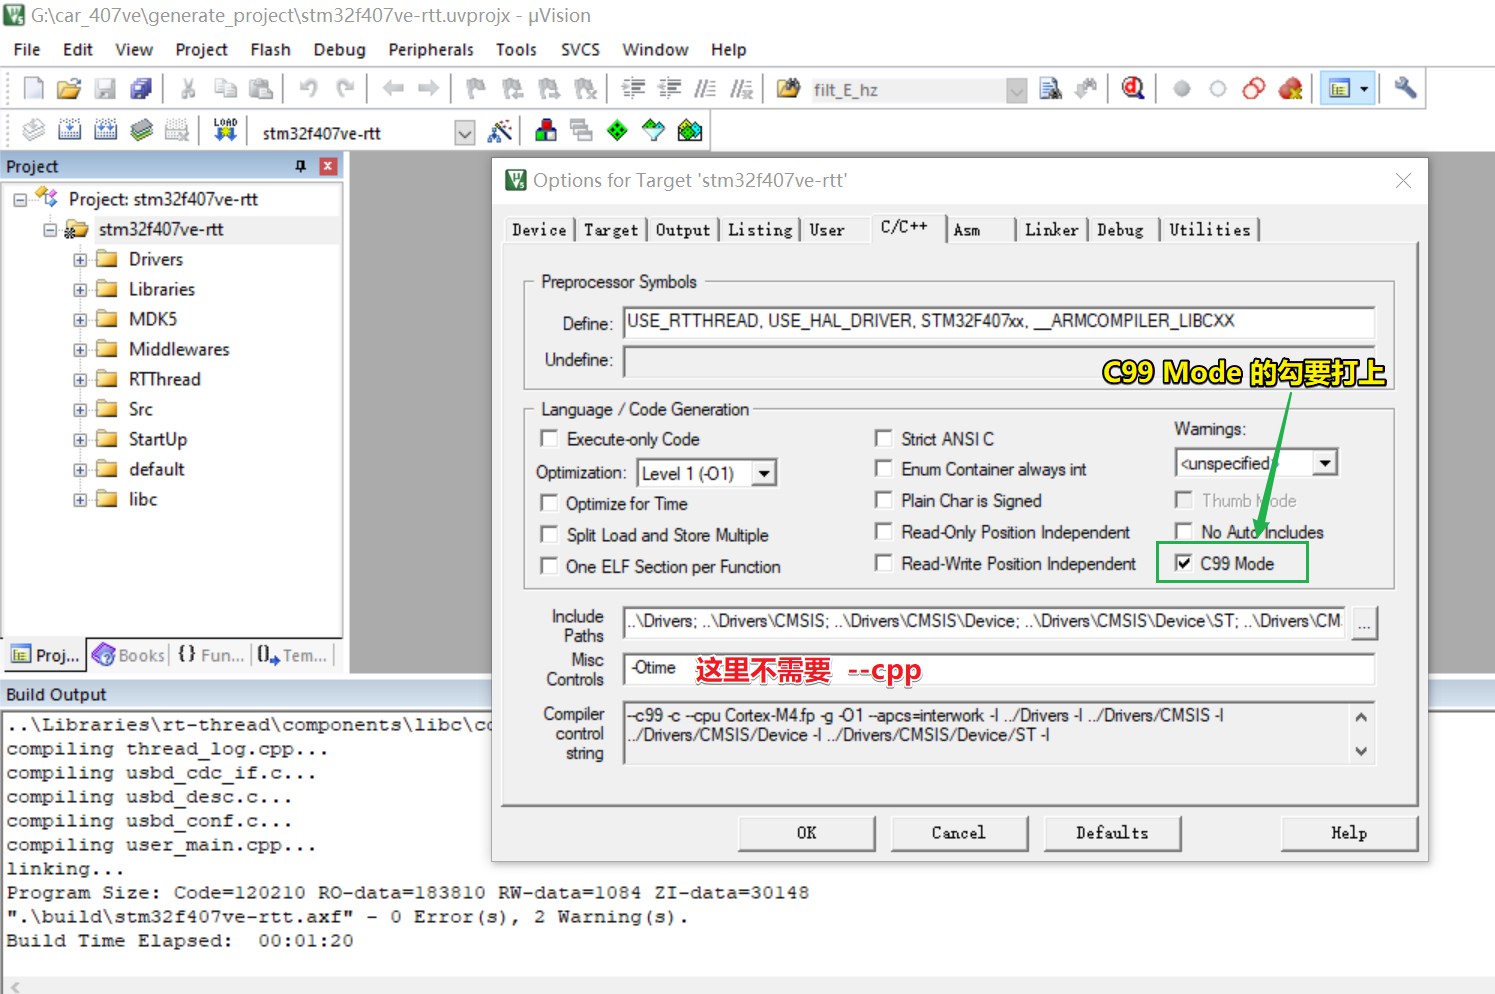 G:\car_407ve\generate_project\stm32f407ve-rtt.uvprojx - µVision
File Edit View Project Flash Debug Peripherals Tools SVCS Window Help
filt_E_hz
LOAD
stm32f407ve-rtt
Project
Project: stm32f407ve-rtt
stm32f407ve-rtt
Drivers
Libraries
MDK5
Middlewares
RTThread
Src
StartUp
default
libc
Proj... Books {} Fun... Tem...
Options for Target 'stm32f407ve-rtt'
Device Target Output Listing User C/C++ Asm Linker Debug Utilities
Preprocessor Symbols
Define: USE_RTTHREAD, USE_HAL_DRIVER, STM32F407xx, __ARMCOMPILER_LIBCXX
Undefine:
C99 Mode 的勾要打上
Language / Code Generation
Execute-only Code
Optimization: Level 1 (-O1)
Optimize for Time
Split Load and Store Multiple
One ELF Section per Function
Strict ANSI C
Enum Container always int
Plain Char is Signed
Read-Only Position Independent
Read-Write Position Independent
Warnings:
<unspecified>
Thumb Mode
No Auto Includes
C99 Mode
Include Paths ..\Drivers; ..\Drivers\CMSIS; ..\Drivers\CMSIS\Device; ..\Drivers\CMSIS\Device\ST; ..\Drivers\CM
...
Misc Controls -Otime 这里不需要 --cpp
Compiler control string --c99 -c --cpu Cortex-M4.fp -g -O1 --apcs=interwork -I ../Drivers -I ../Drivers/CMSIS -I
../Drivers/CMSIS/Device -I ../Drivers/CMSIS/Device/ST -I
OK Cancel Defaults Help
Build Output
..\Libraries\rt-thread\components\libc\co
compiling thread_log.cpp...
compiling usbd_cdc_if.c...
compiling usbd_desc.c...
compiling usbd_conf.c...
compiling user_main.cpp...
linking...
Program Size: Code=120210 RO-data=183810 RW-data=1084 ZI-data=30148
".\build\stm32f407ve-rtt.axf" - 0 Error(s), 2 Warning(s).
Build Time Elapsed:  00:01:20